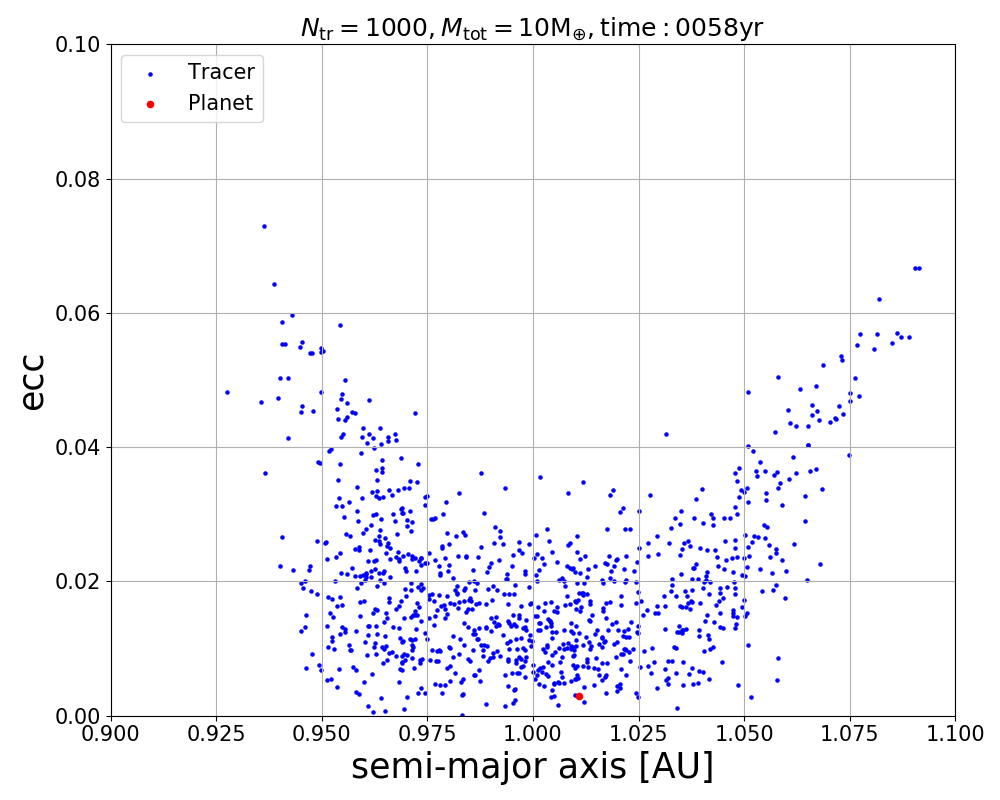 N_tr = 1000, M_tot = 10M_⊕, time : 0058yr
Tracer
Planet
ecc
0.10
0.08
0.06
0.04
0.02
0.00
0.900 0.925 0.950 0.975 1.000 1.025 1.050 1.075 1.100
semi-major axis [AU]